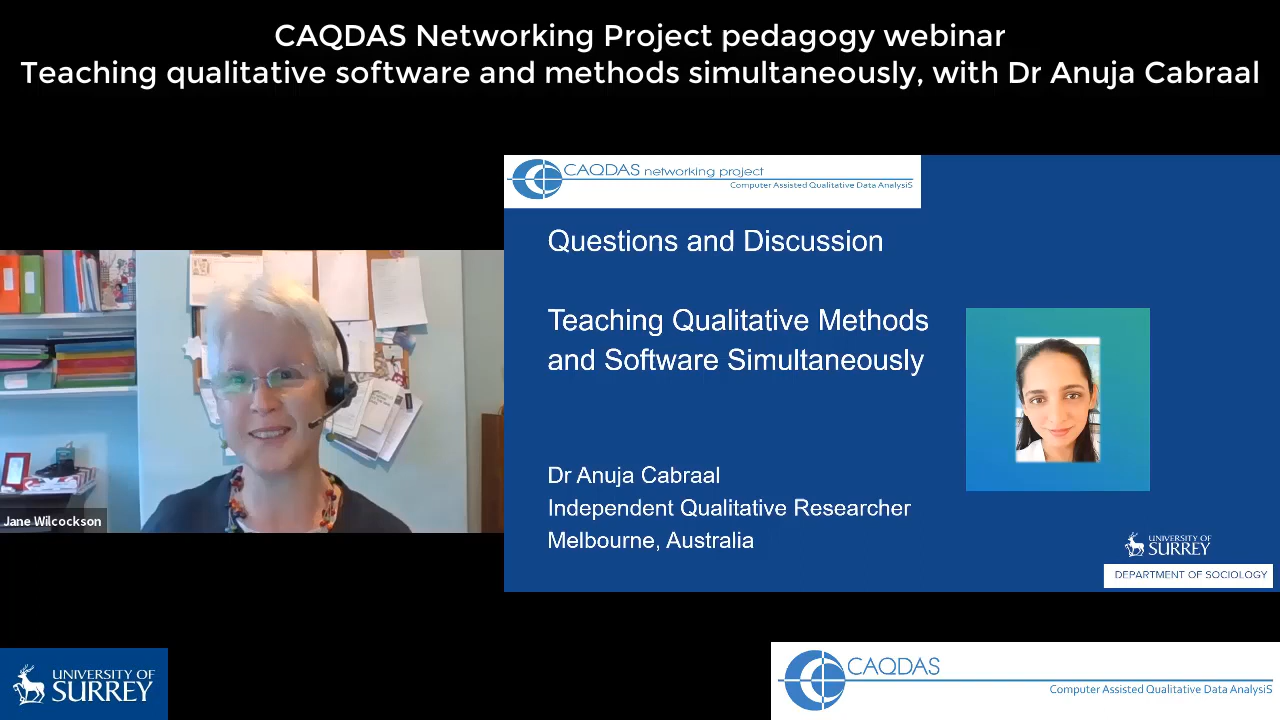 CAQDAS Networking Project pedagogy webinar
Teaching qualitative software and methods simultaneously, with Dr Anuja Cabraal
CAQDAS networking project
Computer Assisted Qualitative Data AnalysiS
Questions and Discussion
Teaching Qualitative Methods
and Software Simultaneously
Dr Anuja Cabraal
Independent Qualitative Researcher
Melbourne, Australia
UNIVERSITY OF
SURREY
DEPARTMENT OF SOCIOLOGY
Jane Wilcockson
UNIVERSITY OF
SURREY
CAQDAS
Computer Assisted Qualitative Data AnalysiS